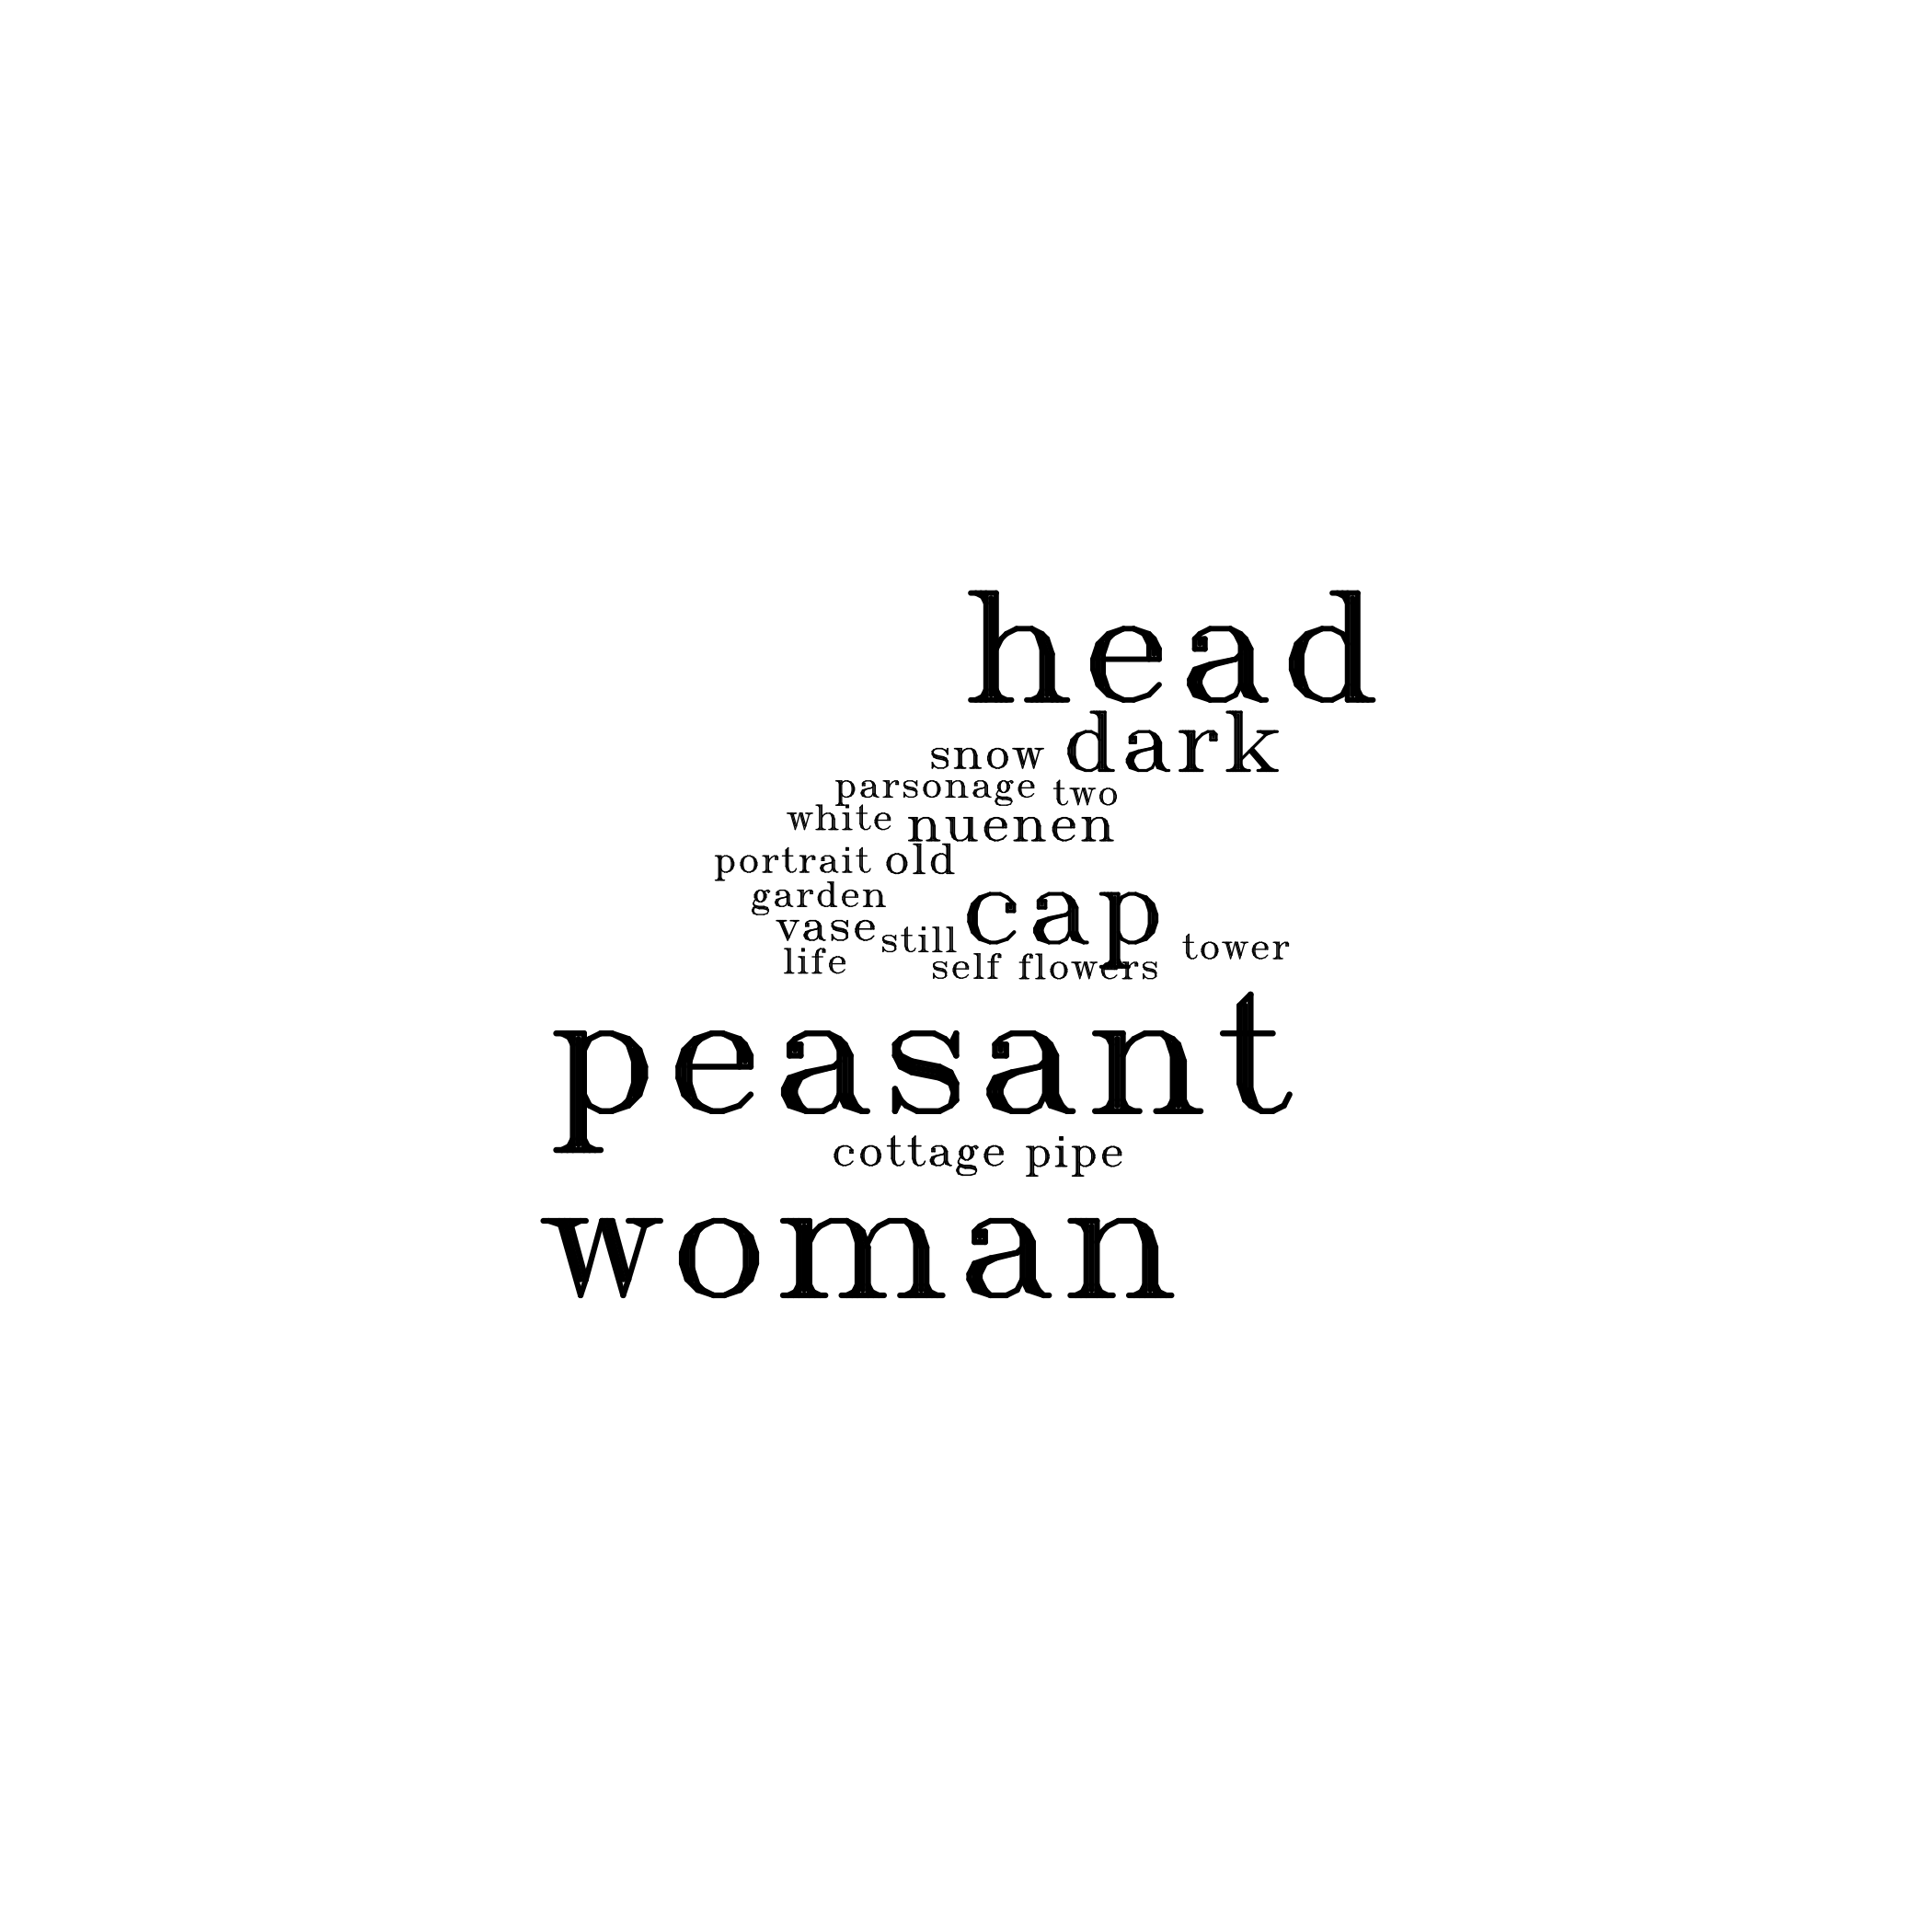 head
snow dark
parsonage two
white nuenen
portrait old
garden cap
vase still tower
life self flowers
peasant
cottage pipe
woman